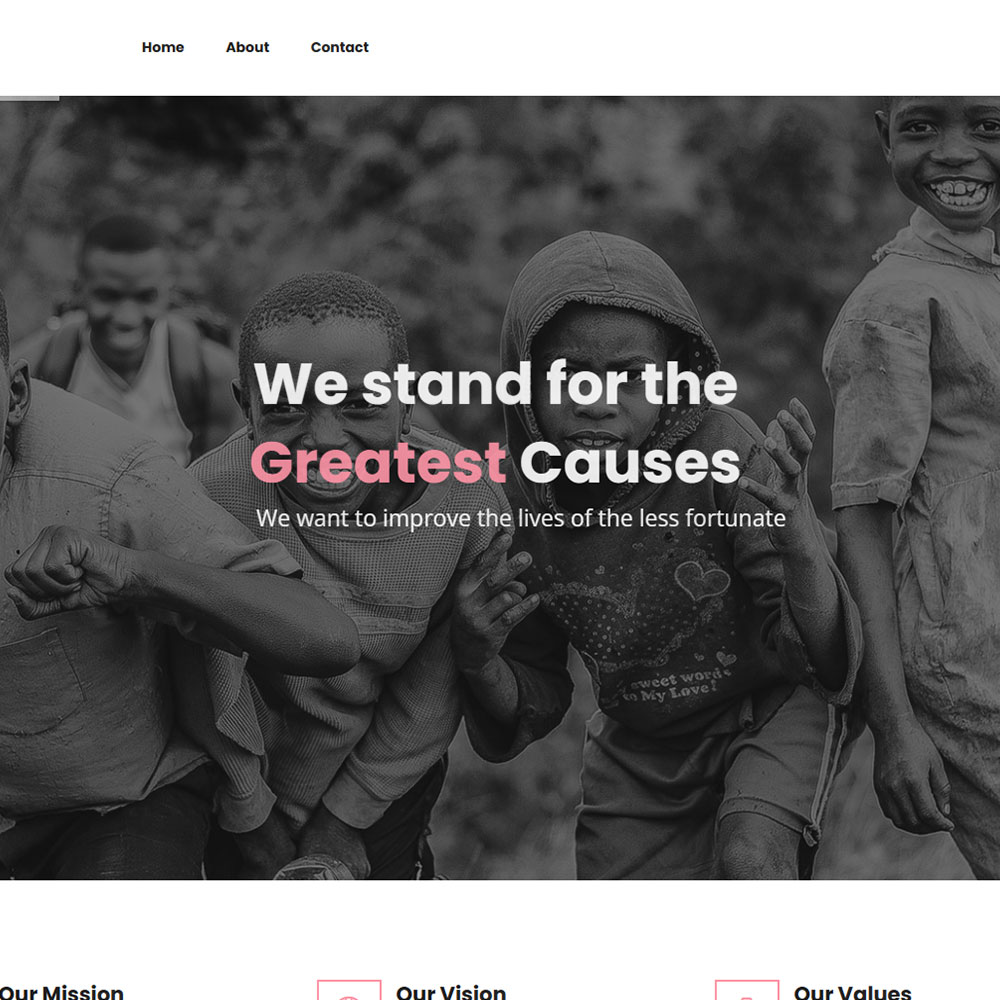 Home About Contact
We stand for the
Greatest Causes
We want to improve the lives of the less fortunate
sweet words
to My Love!
Our Mission Our Vision Our Values